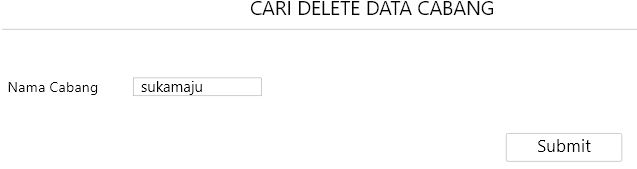 CARI DELETE DATA CABANG
Nama Cabang sukamaju
Submit